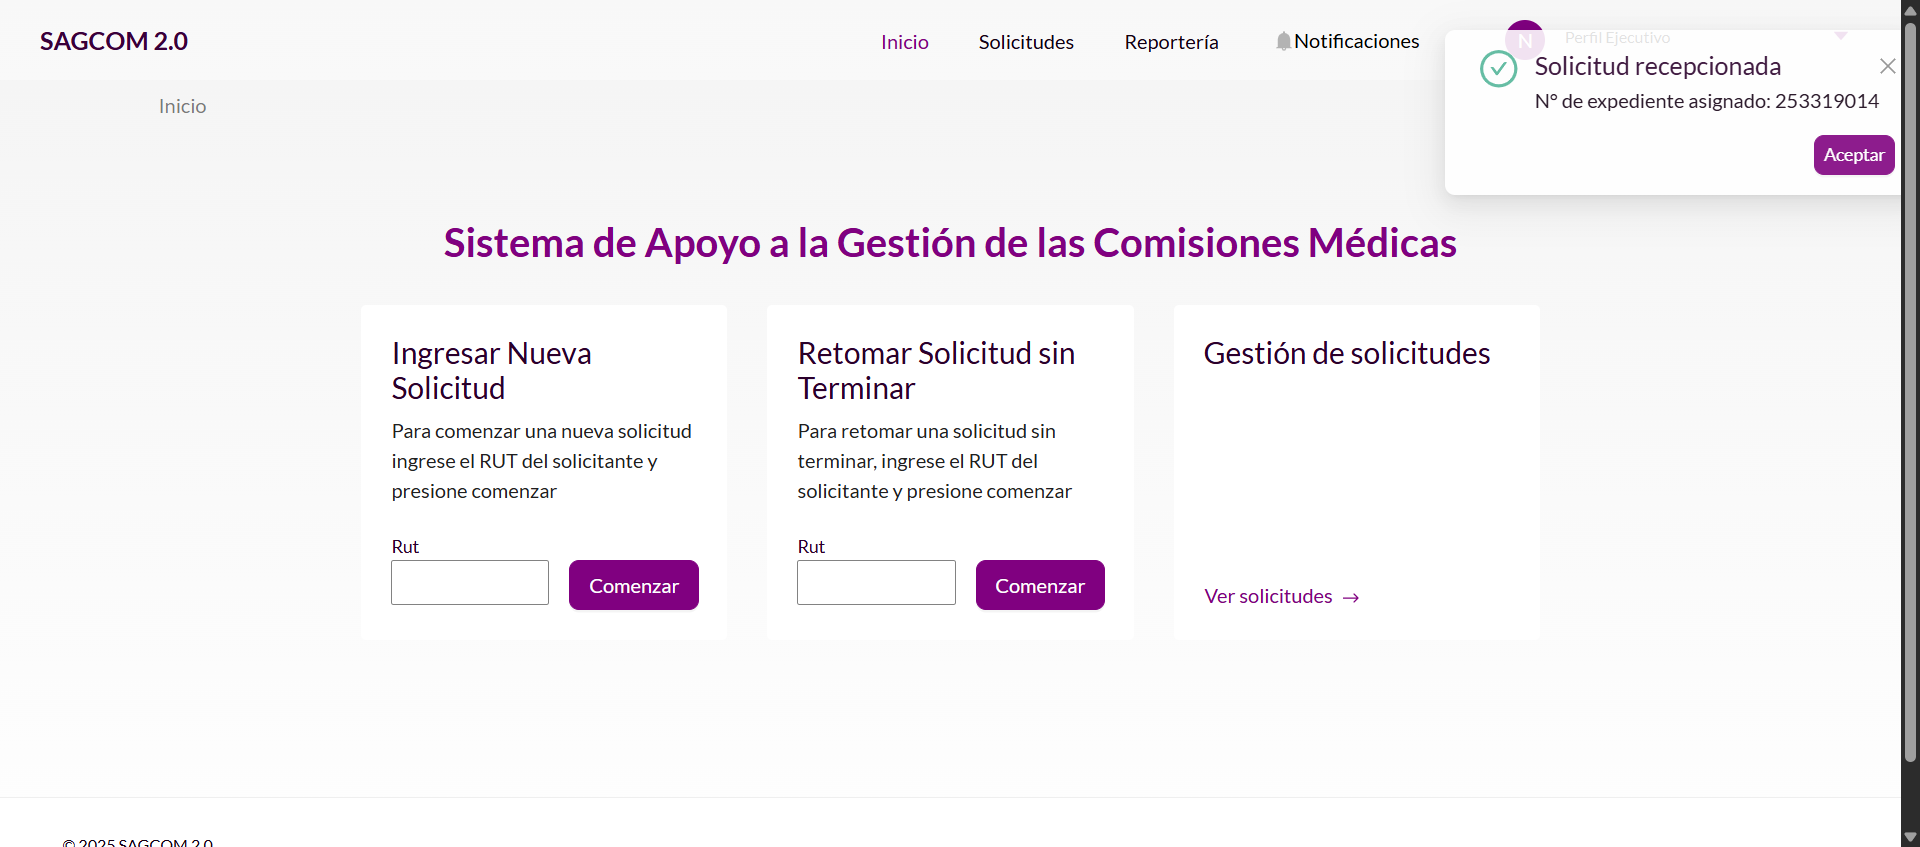 SAGCOM 2.0
Inicio
Solicitudes
Reportería
Notificaciones
N
Perfil Ejecutivo
Solicitud recepcionada
N° de expediente asignado: 253319014
Aceptar
Inicio
Sistema de Apoyo a la Gestión de las Comisiones Médicas
Ingresar Nueva
Solicitud
Para comenzar una nueva solicitud
ingrese el RUT del solicitante y
presione comenzar
Rut
Comenzar
Retomar Solicitud sin
Terminar
Para retomar una solicitud sin
terminar, ingrese el RUT del
solicitante y presione comenzar
Rut
Comenzar
Gestión de solicitudes
Ver solicitudes →
© 2025 SAGCOM 2.0